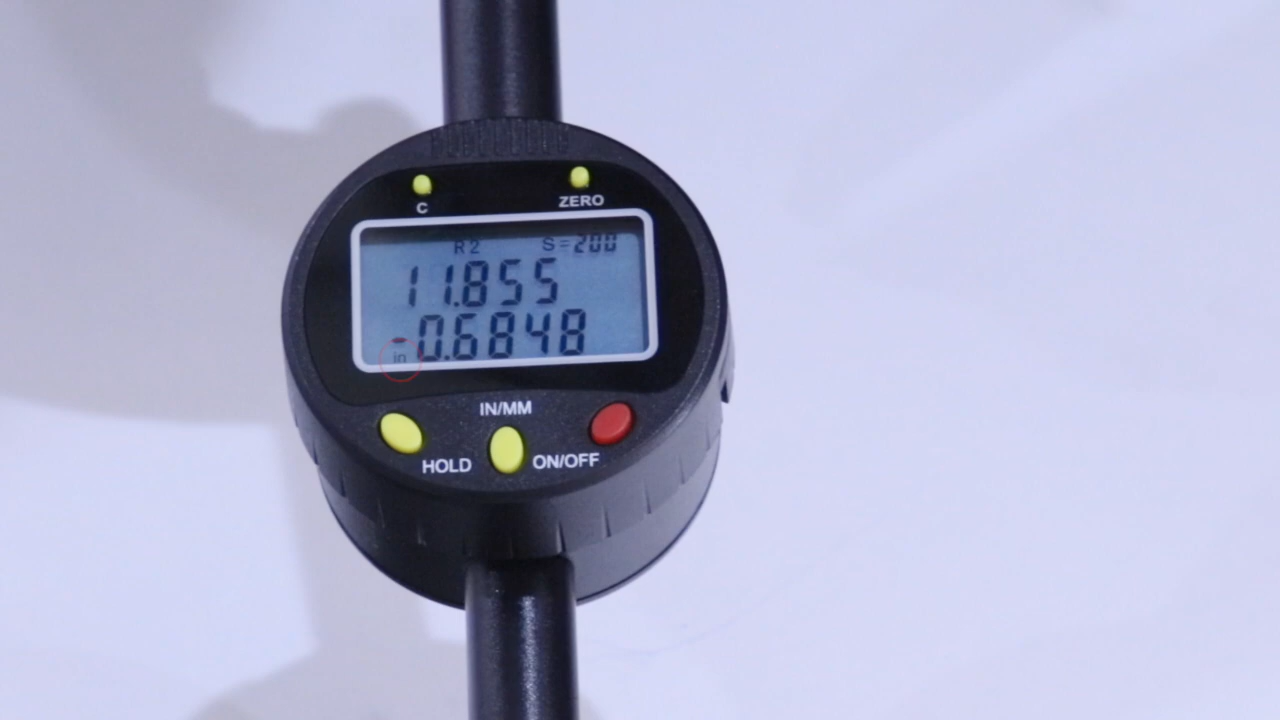 C ZERO
R2 S=200
11.855
-0.6848
in
IN/MM
HOLD ON/OFF